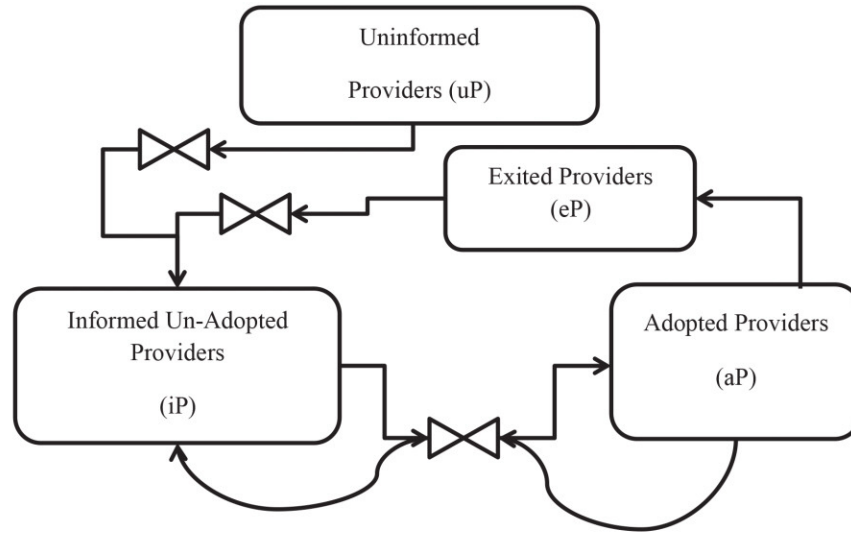 Uninformed
Providers (uP)
Exited Providers
(eP)
Informed Un-Adopted
Providers
(iP)
Adopted Providers
(aP)